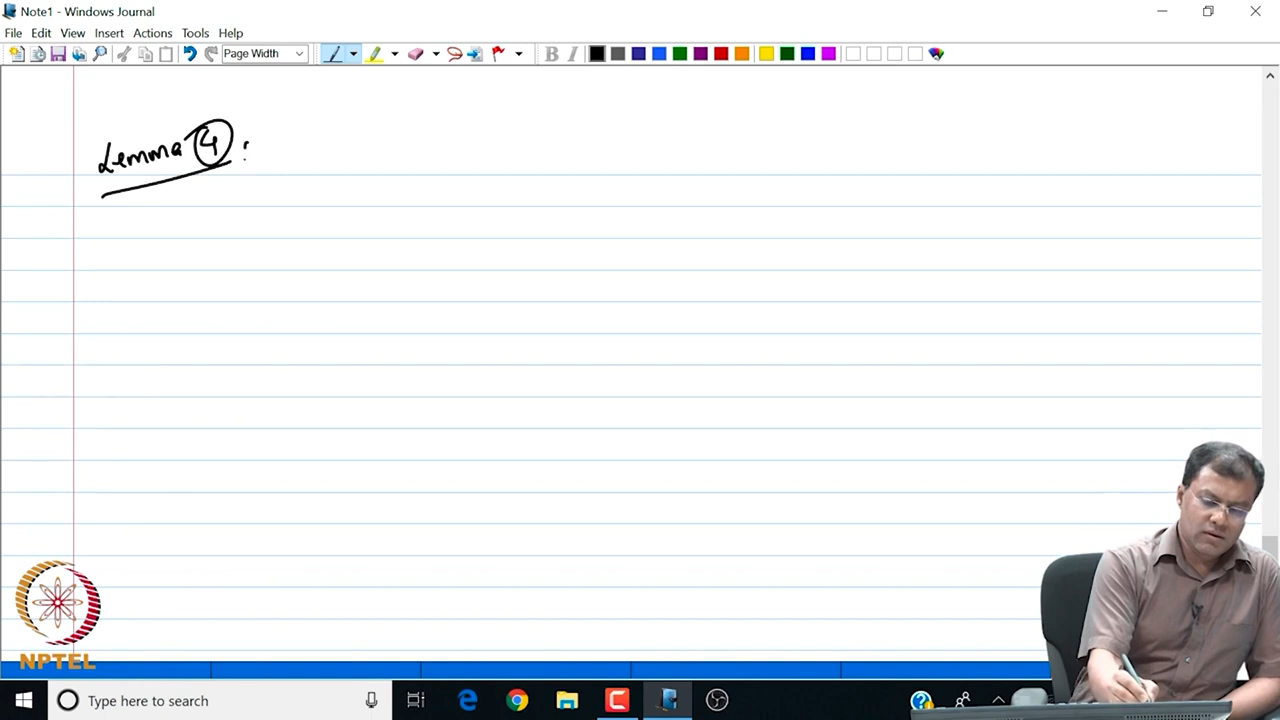 Note1 - Windows Journal
File Edit View Insert Actions Tools Help
Page Width
B I
Lemma 4 :
NPTEL
Type here to search